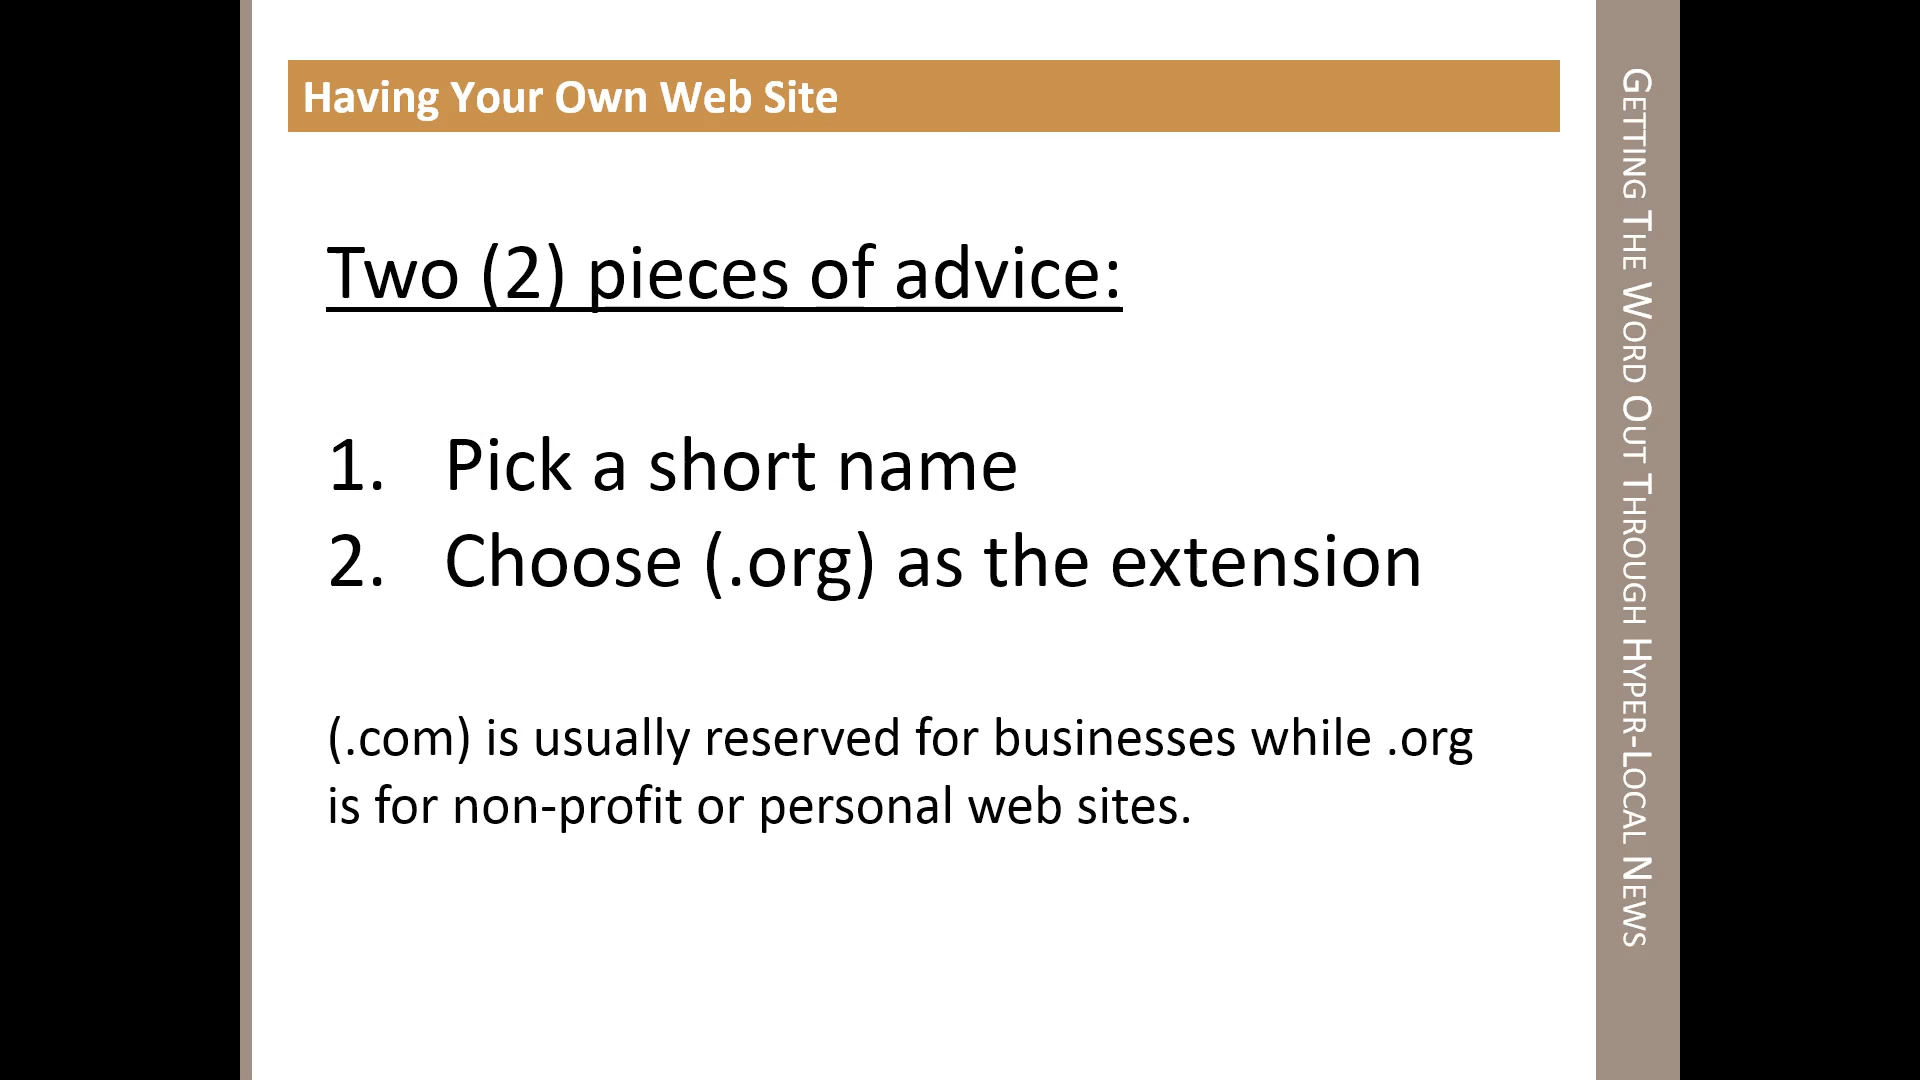 Having Your Own Web Site
Two (2) pieces of advice:
1. Pick a short name
2. Choose (.org) as the extension
(.com) is usually reserved for businesses while .org
is for non-profit or personal web sites.
GETTING THE WORD OUT THROUGH HYPER-LOCAL NEWS